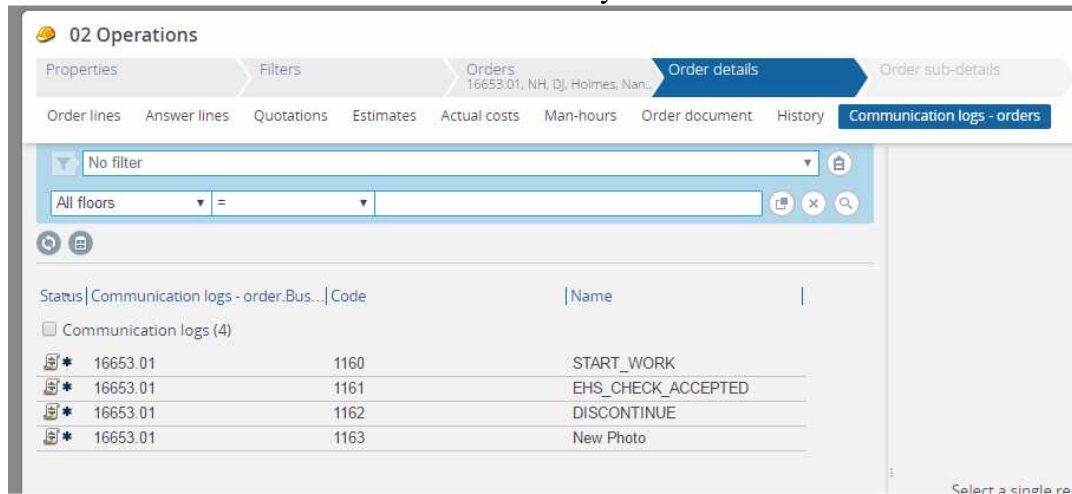 02 Operations
Properties Filters Orders Order details Order sub-details
16653.01, NH, DJ, Holmes, Nan...
Order lines Answer lines Quotations Estimates Actual costs Man-hours Order document History Communication logs - orders
No filter
All floors =
Status Communication logs - order.Bus... Code Name
Communication logs (4)
16653.01 1160 START_WORK
16653.01 1161 EHS_CHECK_ACCEPTED
16653.01 1162 DISCONTINUE
16653.01 1163 New Photo
Select a single re